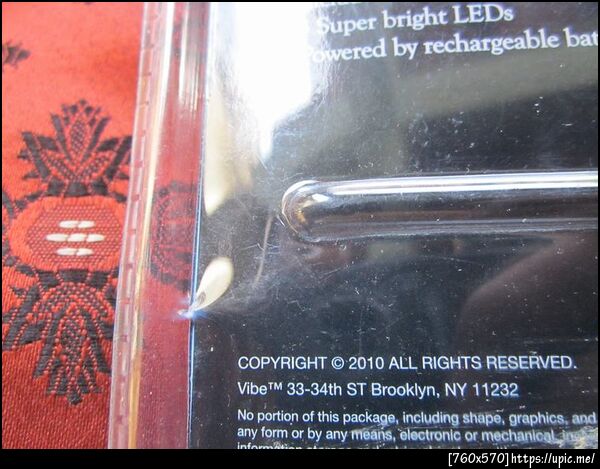 Super bright LEDs
Powered by rechargeable
COPYRIGHT © 2010 ALL RIGHTS RESERVED.
Vibe™ 33-34th ST Brooklyn, NY 11232
No portion of this package, including shape, graphics, and
any form or by any means, electronic or mechanical,
[760x570] https://upic.me/